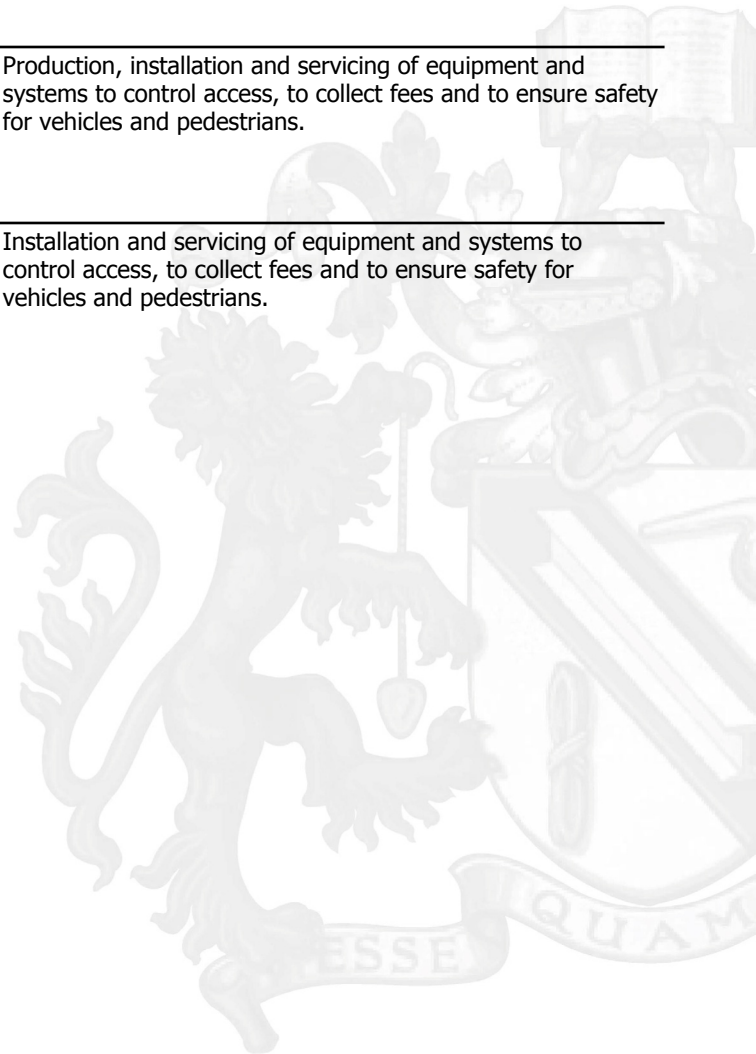 Production, installation and servicing of equipment and
systems to control access, to collect fees and to ensure safety
for vehicles and pedestrians.
Installation and servicing of equipment and systems to
control access, to collect fees and to ensure safety for
vehicles and pedestrians.
ESSE
QUAM